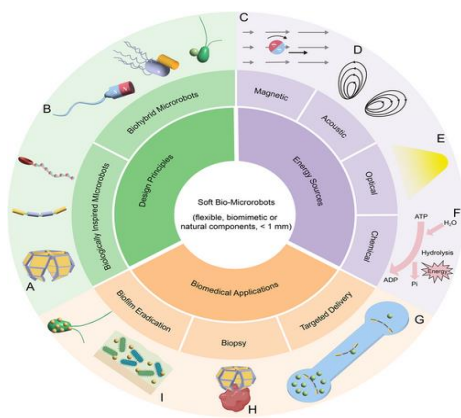 C
D
B
E
F
A
G
H
I
Biohybrid Microrobots
Biologically Inspired Microrobots
Design Principles
Magnetic
Acoustic
Optical
Chemical
Energy Sources
Soft Bio-Microrobots
(flexible, biomimetic or
natural components, < 1 mm)
ATP
H₂O
Hydrolysis
Energy
ADP
Pi
Biomedical Applications
Biofilm Eradication
Biopsy
Targeted Delivery